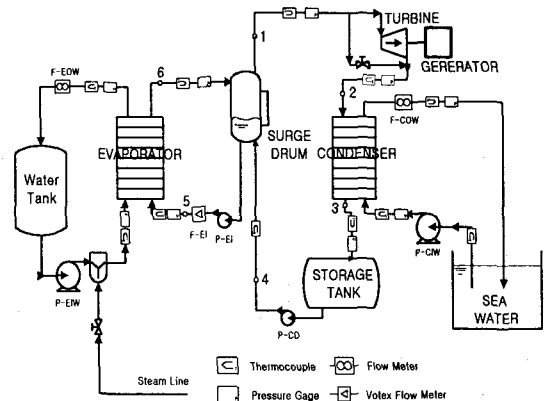 1
TURBINE
GERERATOR
F-EOW
6
2
F-COW
EVAPORATOR
SURGE
DRUM
CONDENSER
Water
Tank
5
3
F-EI
P-EI
P-CIW
P-EIW
4
STORAGE
TANK
P-CD
SEA
WATER
Steam Line
Thermocouple
Flow Meter
Pressure Gage
Votex Flow Meter